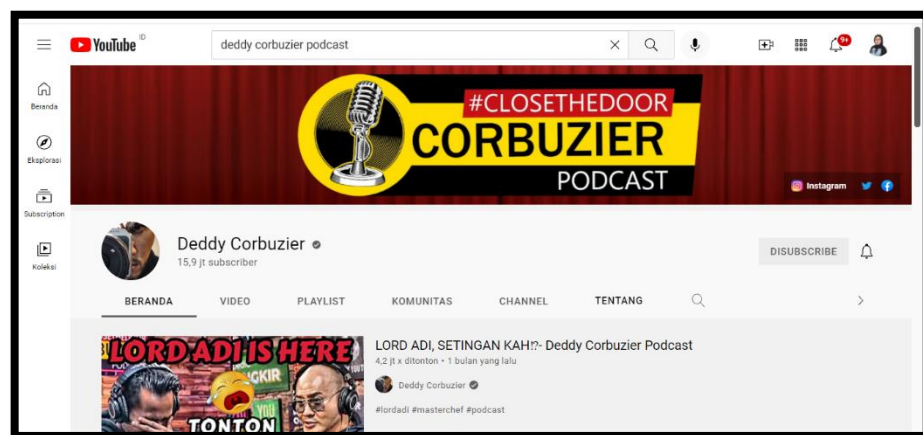 YouTube ID
deddy corbuzier podcast
9+
Beranda
Eksplorasi
Subscription
Koleksi
#CLOSETHEDOOR
CORBUZIER
PODCAST
Instagram
Deddy Corbuzier
15,9 jt subscriber
DISUBSCRIBE
BERANDA VIDEO PLAYLIST KOMUNITAS CHANNEL TENTANG
LORD ADI IS HERE
YOU
TONTON
LORD ADI, SETINGAN KAH!?- Deddy Corbuzier Podcast
4,2 jt x ditonton • 1 bulan yang lalu
Deddy Corbuzier
#lordadi #masterchef #podcast